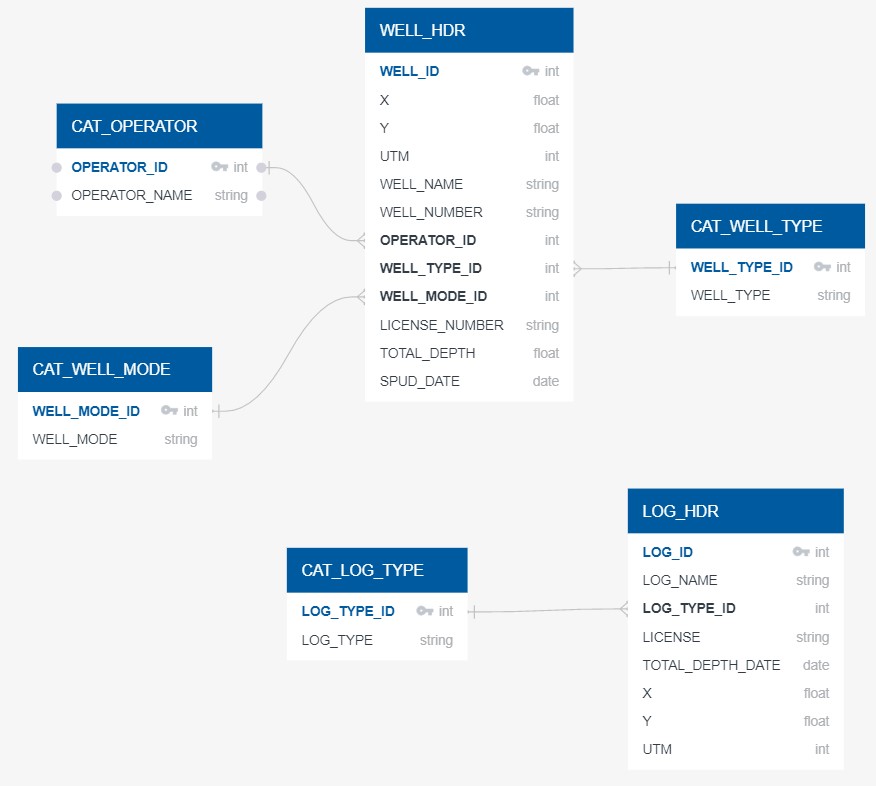 WELL_HDR
WELL_ID int
X float
Y float
UTM int
WELL_NAME string
WELL_NUMBER string
OPERATOR_ID int
WELL_TYPE_ID int
WELL_MODE_ID int
LICENSE_NUMBER string
TOTAL_DEPTH float
SPUD_DATE date
CAT_OPERATOR
OPERATOR_ID int
OPERATOR_NAME string
CAT_WELL_TYPE
WELL_TYPE_ID int
WELL_TYPE string
CAT_WELL_MODE
WELL_MODE_ID int
WELL_MODE string
LOG_HDR
LOG_ID int
LOG_NAME string
LOG_TYPE_ID int
LICENSE string
TOTAL_DEPTH_DATE date
X float
Y float
UTM int
CAT_LOG_TYPE
LOG_TYPE_ID int
LOG_TYPE string